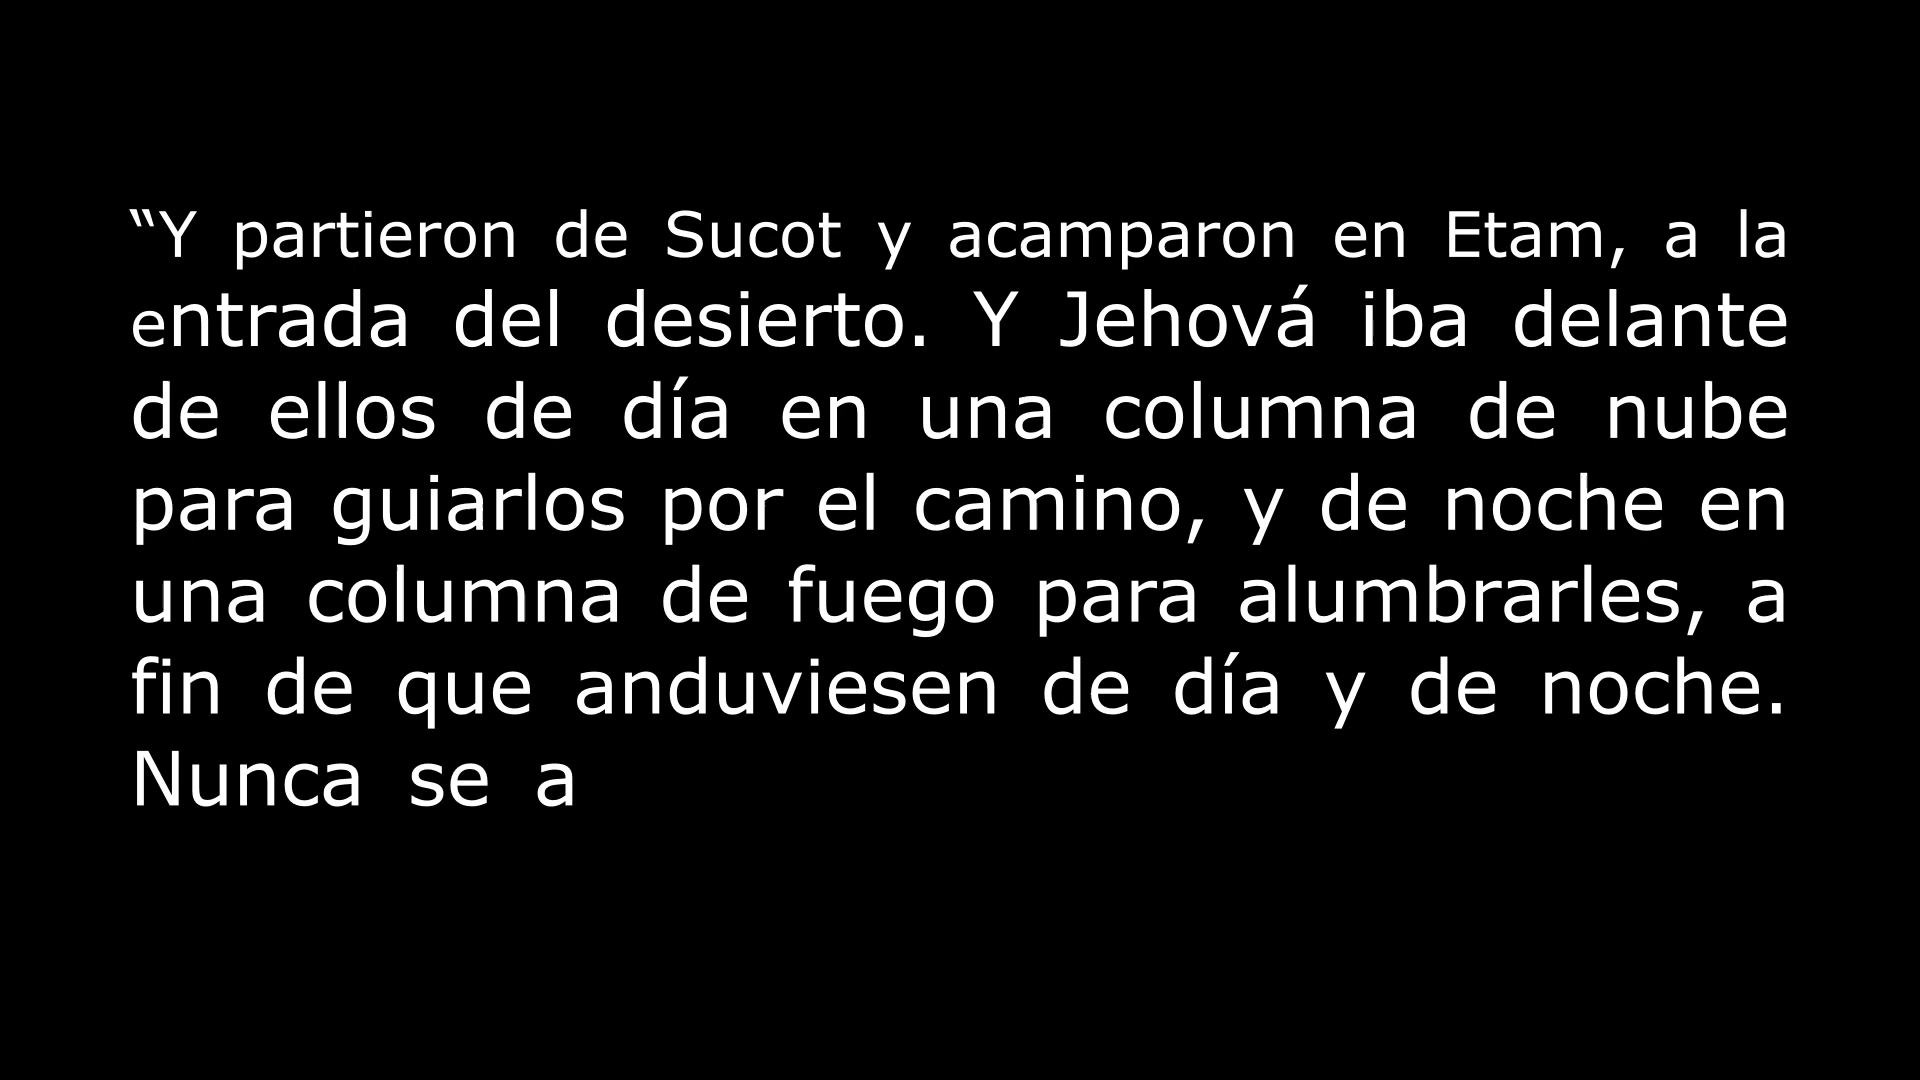 “Y partieron de Sucot y acamparon en Etam, a la
entrada del desierto. Y Jehová iba delante
de ellos de día en una columna de nube
para guiarlos por el camino, y de noche en
una columna de fuego para alumbrarles, a
fin de que anduviesen de día y de noche.
Nunca se a